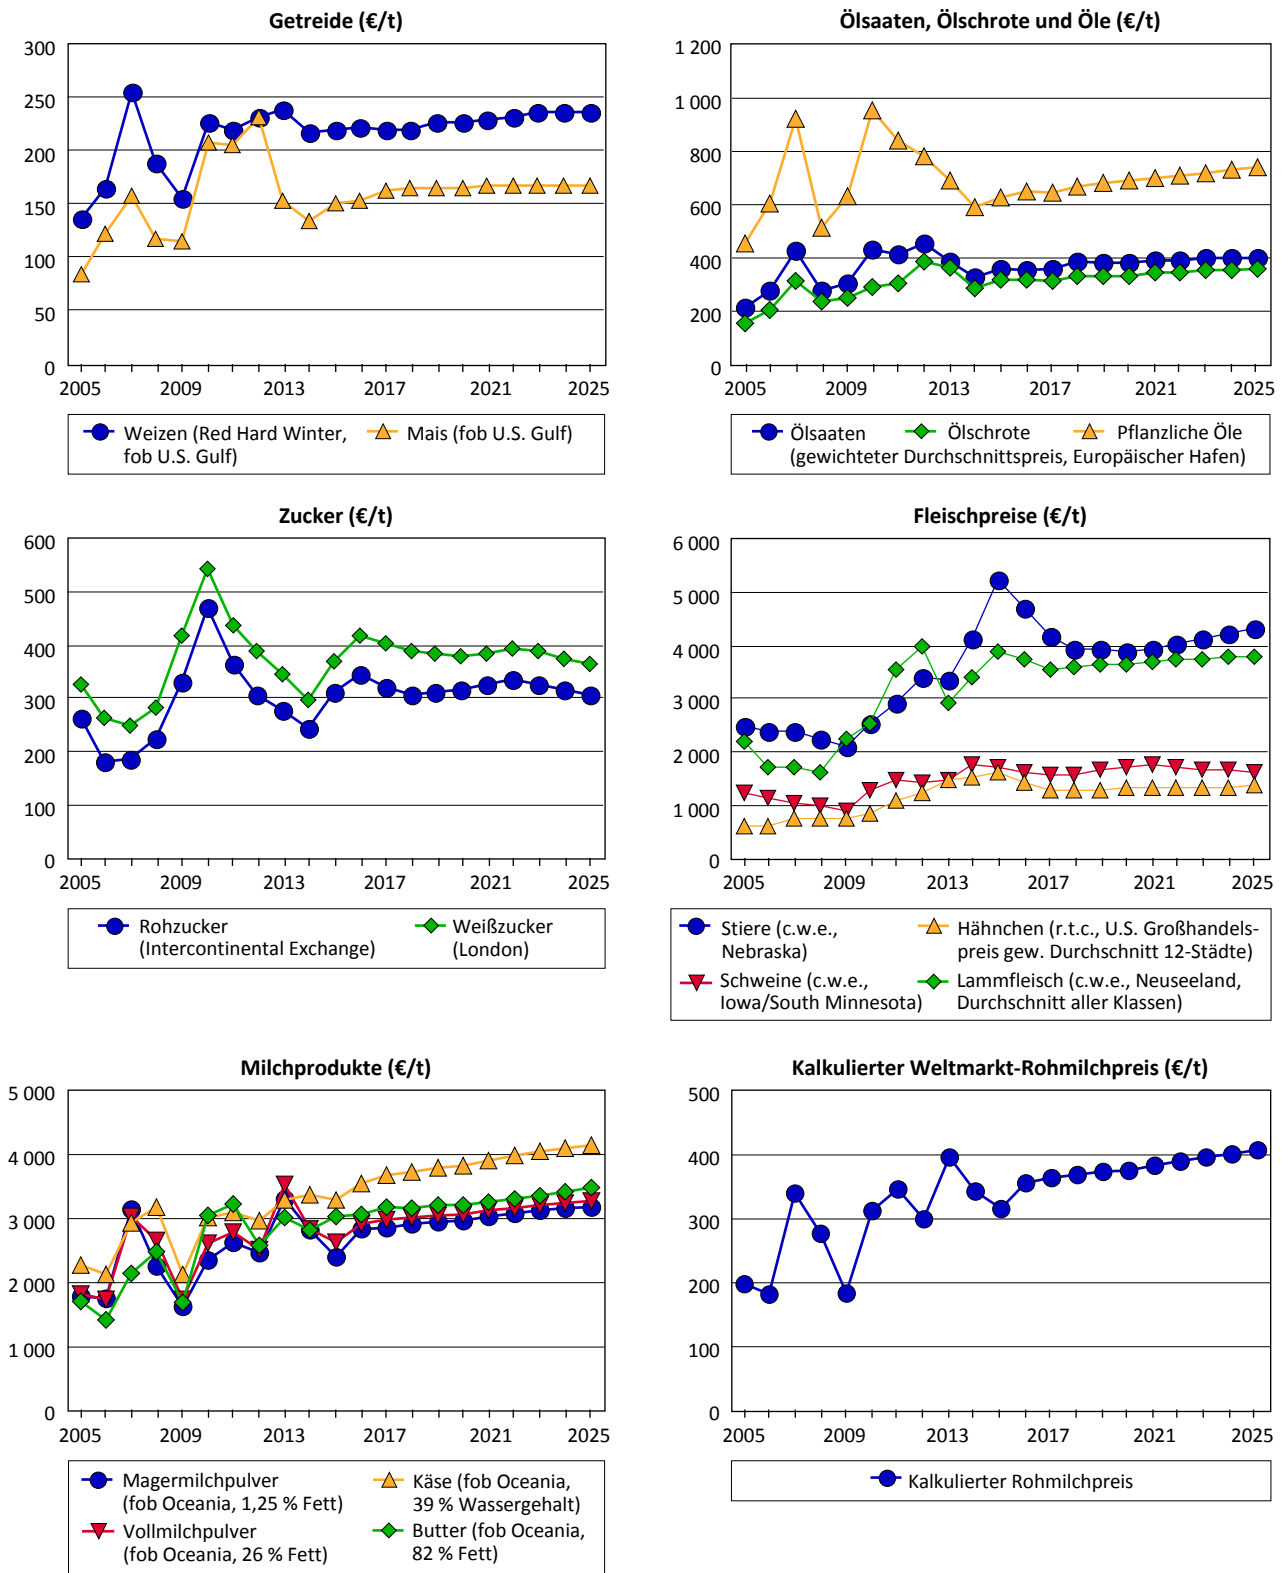 Getreide (€/t)
300
250
200
150
100
50
0
2005 2009 2013 2017 2021 2025
Weizen (Red Hard Winter,
fob U.S. Gulf)
Mais (fob U.S. Gulf)
Ölsaaten, Ölschrote und Öle (€/t)
1 200
1 000
800
600
400
200
0
2005 2009 2013 2017 2021 2025
Ölsaaten Ölschrote Pflanzliche Öle
(gewichteter Durchschnittspreis, Europäischer Hafen)
Zucker (€/t)
600
500
400
300
200
100
0
2005 2009 2013 2017 2021 2025
Rohzucker
(Intercontinental Exchange)
Weißzucker
(London)
Fleischpreise (€/t)
6 000
5 000
4 000
3 000
2 000
1 000
0
2005 2009 2013 2017 2021 2025
Stiere (c.w.e.,
Nebraska)
Hähnchen (r.t.c., U.S. Großhandels-
preis gew. Durchschnitt 12-Städte)
Schweine (c.w.e.,
Iowa/South Minnesota)
Lammfleisch (c.w.e., Neuseeland,
Durchschnitt aller Klassen)
Milchprodukte (€/t)
5 000
4 000
3 000
2 000
1 000
0
2005 2009 2013 2017 2021 2025
Magermilchpulver
(fob Oceania, 1,25 % Fett)
Käse (fob Oceania,
39 % Wassergehalt)
Vollmilchpulver
(fob Oceania, 26 % Fett)
Butter (fob Oceania,
82 % Fett)
Kalkulierter Weltmarkt-Rohmilchpreis (€/t)
500
400
300
200
100
0
2005 2009 2013 2017 2021 2025
Kalkulierter Rohmilchpreis